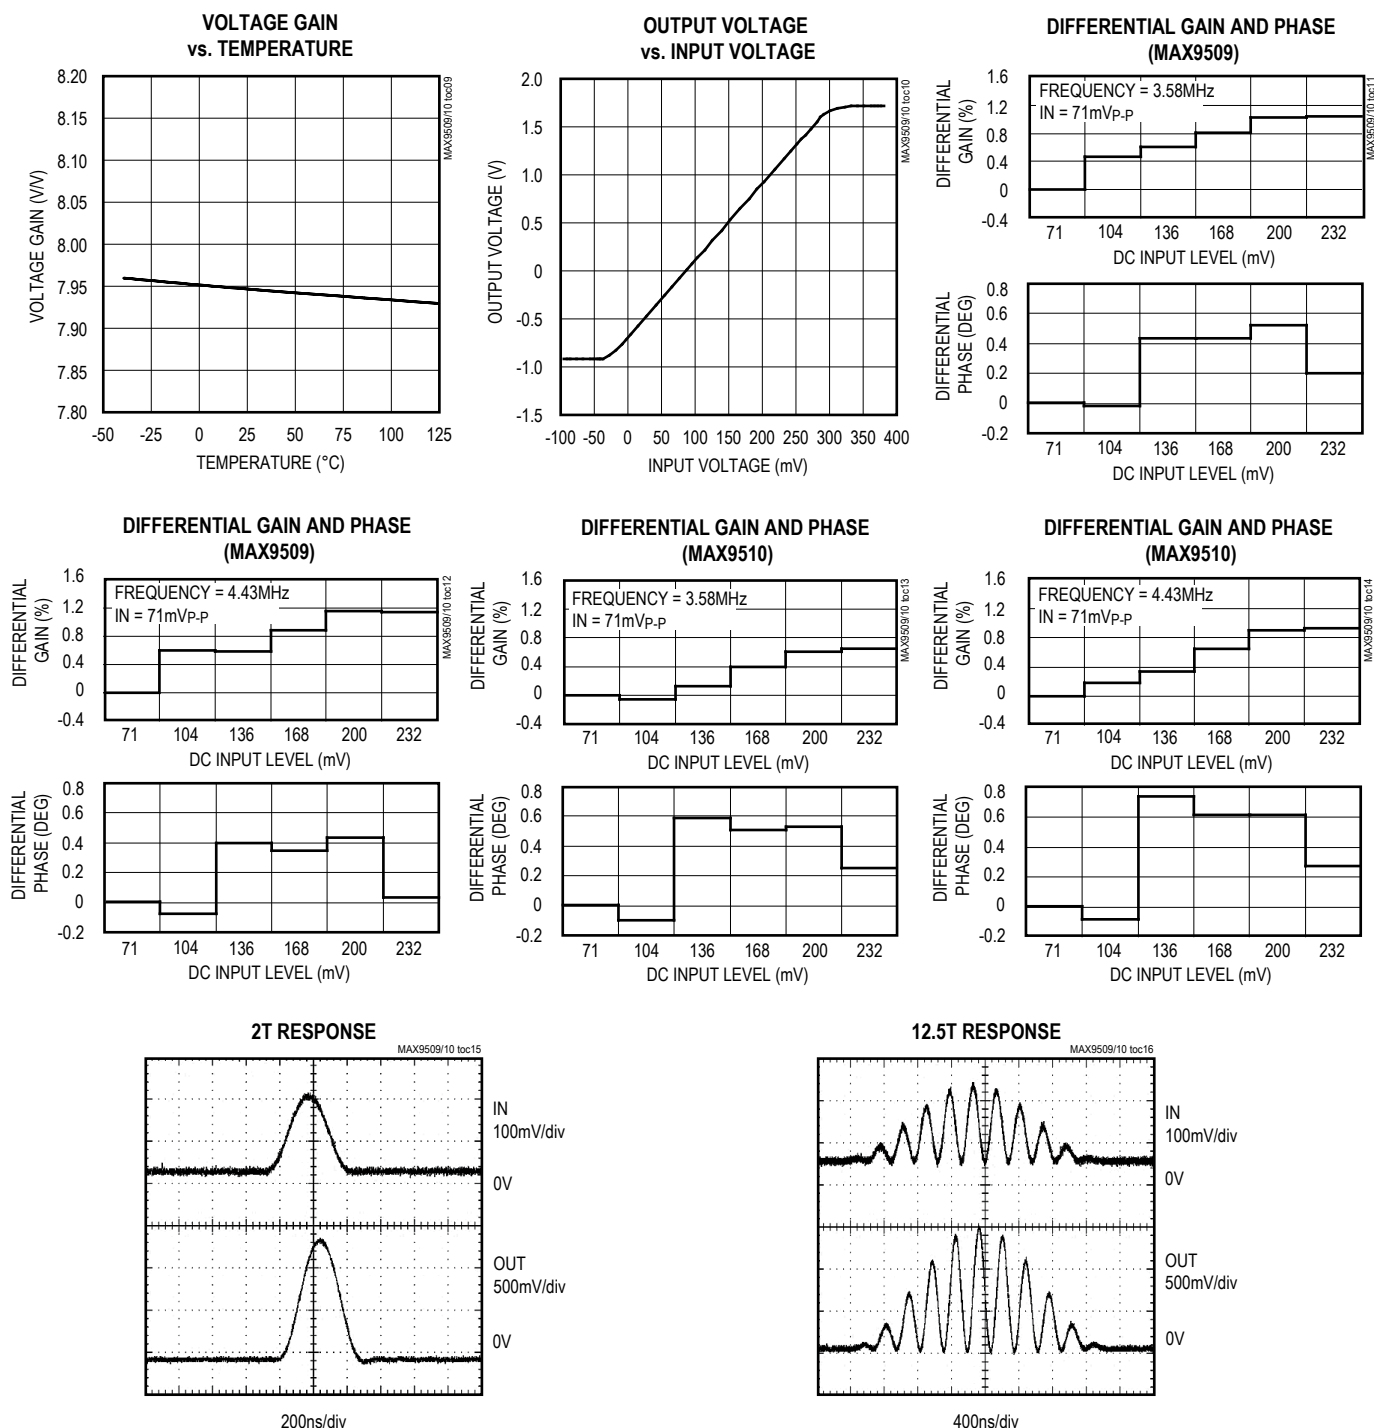 VOLTAGE GAIN
vs. TEMPERATURE
8.20
8.15
8.10
8.05
8.00
7.95
7.90
7.85
7.80
VOLTAGE GAIN (V/V)
-50 -25 0 25 50 75 100 125
TEMPERATURE (°C)
MAX9509/10 toc09
OUTPUT VOLTAGE
vs. INPUT VOLTAGE
2.0
1.5
1.0
0.5
0
-0.5
-1.0
-1.5
OUTPUT VOLTAGE (V)
-100 -50 0 50 100 150 200 250 300 350 400
INPUT VOLTAGE (mV)
MAX9509/10 toc10
DIFFERENTIAL GAIN AND PHASE
(MAX9509)
DIFFERENTIAL
GAIN (%)
1.6
1.2
0.8
0.4
0
-0.4
FREQUENCY = 3.58MHz
IN = 71mVP-P
MAX9509/10 toc11
71 104 136 168 200 232
DC INPUT LEVEL (mV)
DIFFERENTIAL
PHASE (DEG)
0.8
0.6
0.4
0.2
0
-0.2
71 104 136 168 200 232
DC INPUT LEVEL (mV)
DIFFERENTIAL GAIN AND PHASE
(MAX9509)
DIFFERENTIAL
GAIN (%)
1.6
1.2
0.8
0.4
0
-0.4
FREQUENCY = 4.43MHz
IN = 71mVP-P
MAX9509/10 toc12
71 104 136 168 200 232
DC INPUT LEVEL (mV)
DIFFERENTIAL
PHASE (DEG)
0.8
0.6
0.4
0.2
0
-0.2
71 104 136 168 200 232
DC INPUT LEVEL (mV)
DIFFERENTIAL GAIN AND PHASE
(MAX9510)
DIFFERENTIAL
GAIN (%)
1.6
1.2
0.8
0.4
0
-0.4
FREQUENCY = 3.58MHz
IN = 71mVP-P
MAX9509/10 toc13
71 104 136 168 200 232
DC INPUT LEVEL (mV)
DIFFERENTIAL
PHASE (DEG)
0.8
0.6
0.4
0.2
0
-0.2
71 104 136 168 200 232
DC INPUT LEVEL (mV)
DIFFERENTIAL GAIN AND PHASE
(MAX9510)
DIFFERENTIAL
GAIN (%)
1.6
1.2
0.8
0.4
0
-0.4
FREQUENCY = 4.43MHz
IN = 71mVP-P
MAX9509/10 toc14
71 104 136 168 200 232
DC INPUT LEVEL (mV)
DIFFERENTIAL
PHASE (DEG)
0.8
0.6
0.4
0.2
0
-0.2
71 104 136 168 200 232
DC INPUT LEVEL (mV)
2T RESPONSE
MAX9509/10 toc15
IN
100mV/div
0V
OUT
500mV/div
0V
200ns/div
12.5T RESPONSE
MAX9509/10 toc16
IN
100mV/div
0V
OUT
500mV/div
0V
400ns/div